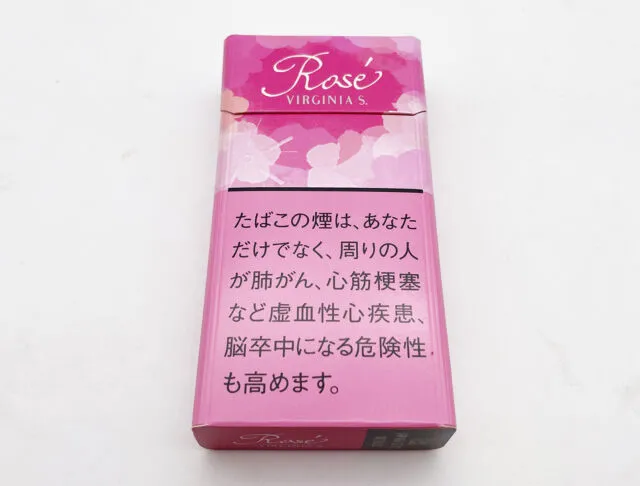 Rosé
VIRGINIA S.
たばこの煙は、あなた
だけでなく、周りの人
が肺がん、心筋梗塞
など虚血性心疾患、
脳卒中になる危険性
も高めます。
Rosé
VIRGINIA S.